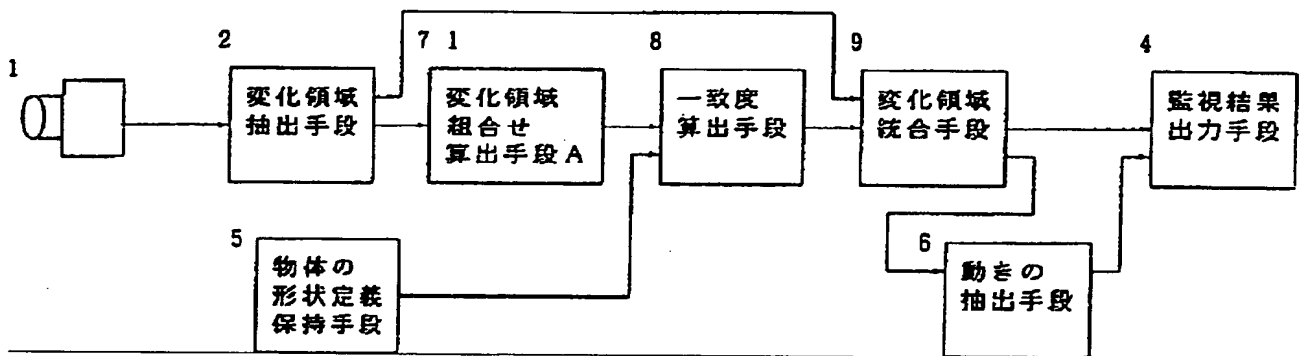 1
2
変化領域
抽出手段
7 1
変化領域
組合せ
算出手段A
8
一致度
算出手段
9
変化領域
統合手段
4
監視結果
出力手段
5
物体の
形状定義
保持手段
6
動きの
抽出手段